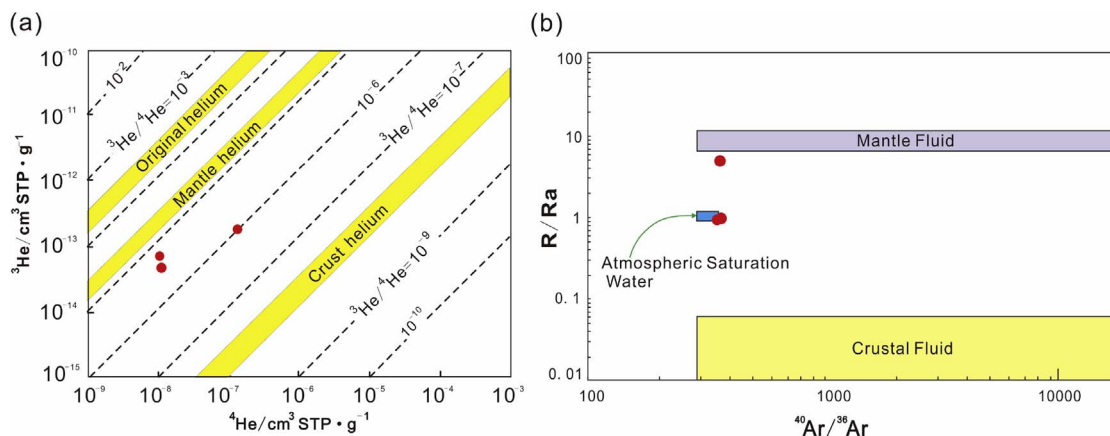 (a)
10⁻¹⁰
10⁻¹¹
10⁻¹²
10⁻¹³
10⁻¹⁴
10⁻¹⁵
³He/cm³ STP • g⁻¹
10⁻²
³He/⁴He=10⁻³
Original helium
Mantle helium
10⁻⁶
³He/⁴He=10⁻⁷
Crust helium
³He/⁴He=10⁻⁹
10⁻¹⁰
10⁻⁹
10⁻⁸
10⁻⁷
10⁻⁶
10⁻⁵
10⁻⁴
10⁻³
⁴He/cm³ STP • g⁻¹
(b)
100
10
1
0.1
0.01
R/Ra
Mantle Fluid
Atmospheric Saturation
Water
Crustal Fluid
100
1000
10000
⁴⁰Ar/³⁶Ar